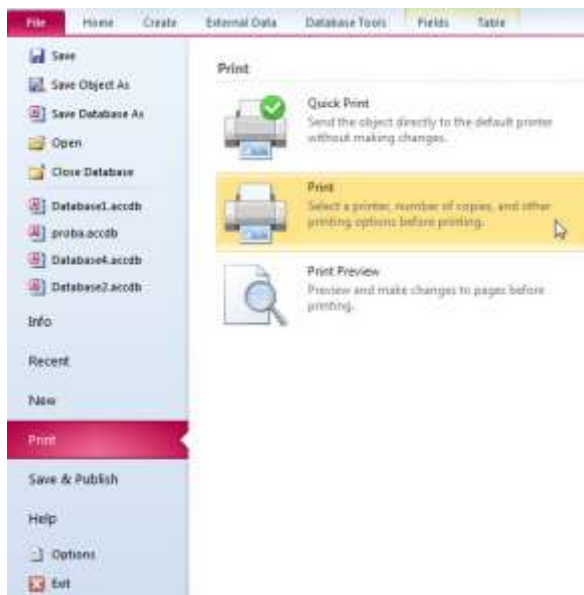 File Home Create External Data Database Tools Fields Table
Save
Save Object As
Save Database As
Open
Close Database
Database1.accdb
proba.accdb
Database4.accdb
Database2.accdb
Info
Recent
New
Print
Save & Publish
Help
Options
Exit
Print
Quick Print
Send the object directly to the default printer
without making changes.
Print
Select a printer, number of copies, and other
printing options before printing.
Print Preview
Preview and make changes to pages before
printing.